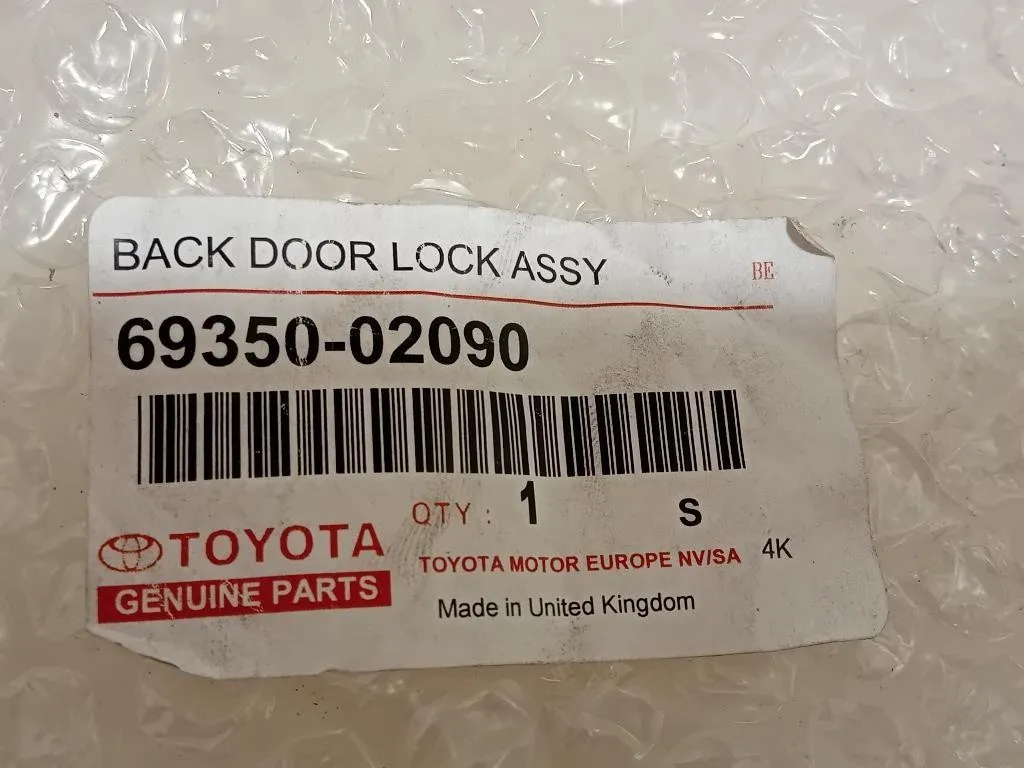 BACK DOOR LOCK ASSY BE
69350-02090
QTY : 1 S
TOYOTA
GENUINE PARTS
TOYOTA MOTOR EUROPE NV/SA 4K
Made in United Kingdom